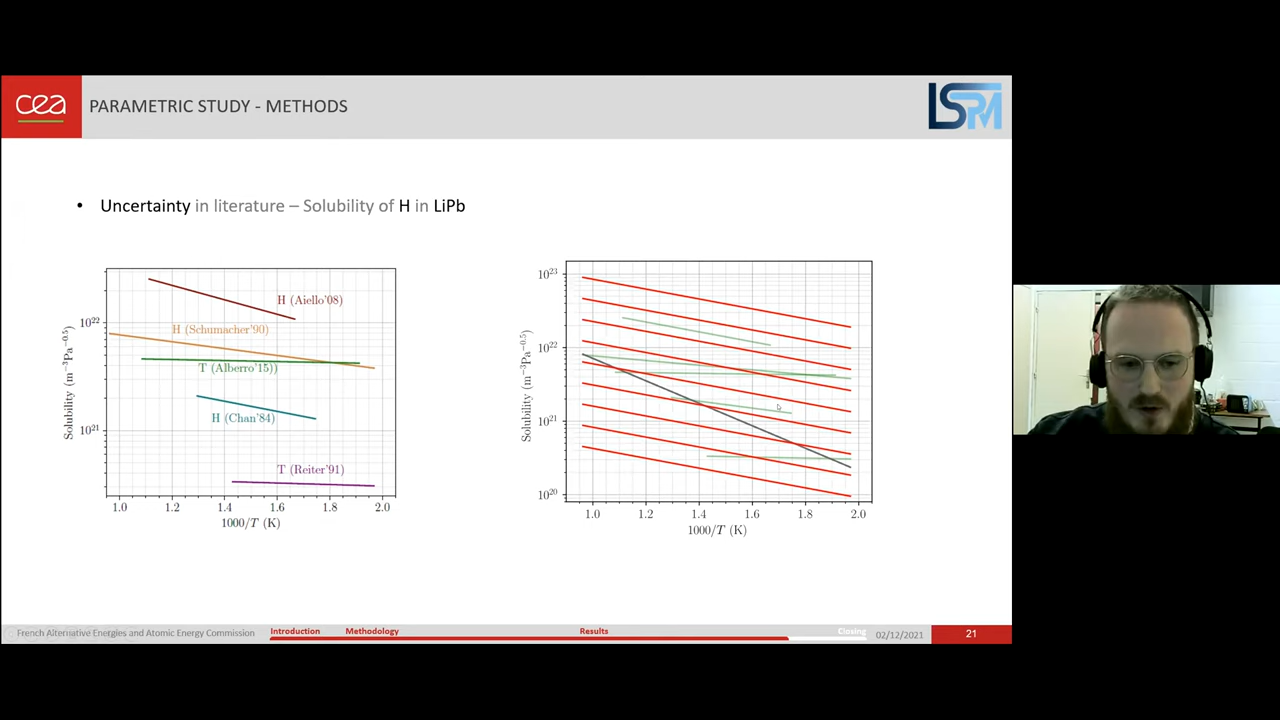 cea
PARAMETRIC STUDY - METHODS
LSPM
• Uncertainty in literature – Solubility of H in LiPb
Solubility (m⁻³Pa⁻⁰·⁵)
10²²
10²¹
H (Aiello'08)
H (Schumacher'90)
T (Alberro'15))
H (Chan'84)
T (Reiter'91)
1.0 1.2 1.4 1.6 1.8 2.0
1000/T (K)
Solubility (m⁻³Pa⁻⁰·⁵)
10²³
10²²
10²¹
10²⁰
1.0 1.2 1.4 1.6 1.8 2.0
1000/T (K)
French Alternative Energies and Atomic Energy Commission Introduction Methodology Results Closing 02/12/2021 21